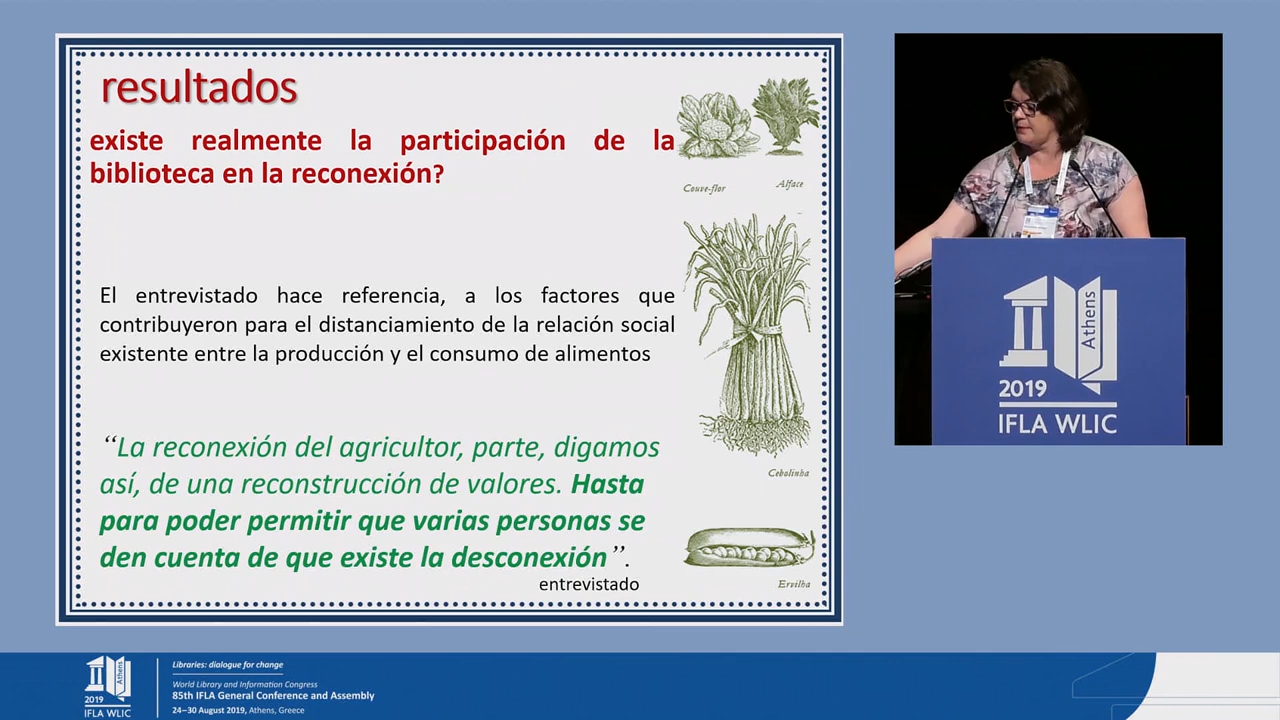 resultados
existe realmente la participación de la
biblioteca en la reconexión?
Couve-flor
Alface
El entrevistado hace referencia, a los factores que
contribuyeron para el distanciamiento de la relación social
existente entre la producción y el consumo de alimentos
Cebolinha
“La reconexión del agricultor, parte, digamos
así, de una reconstrucción de valores. Hasta
para poder permitir que varias personas se
den cuenta de que existe la desconexión”.
entrevistado
Ervilha
Athens
2019
IFLA WLIC
Athens
2019
IFLA WLIC
Libraries: dialogue for change
World Library and Information Congress
85th IFLA General Conference and Assembly
24–30 August 2019, Athens, Greece